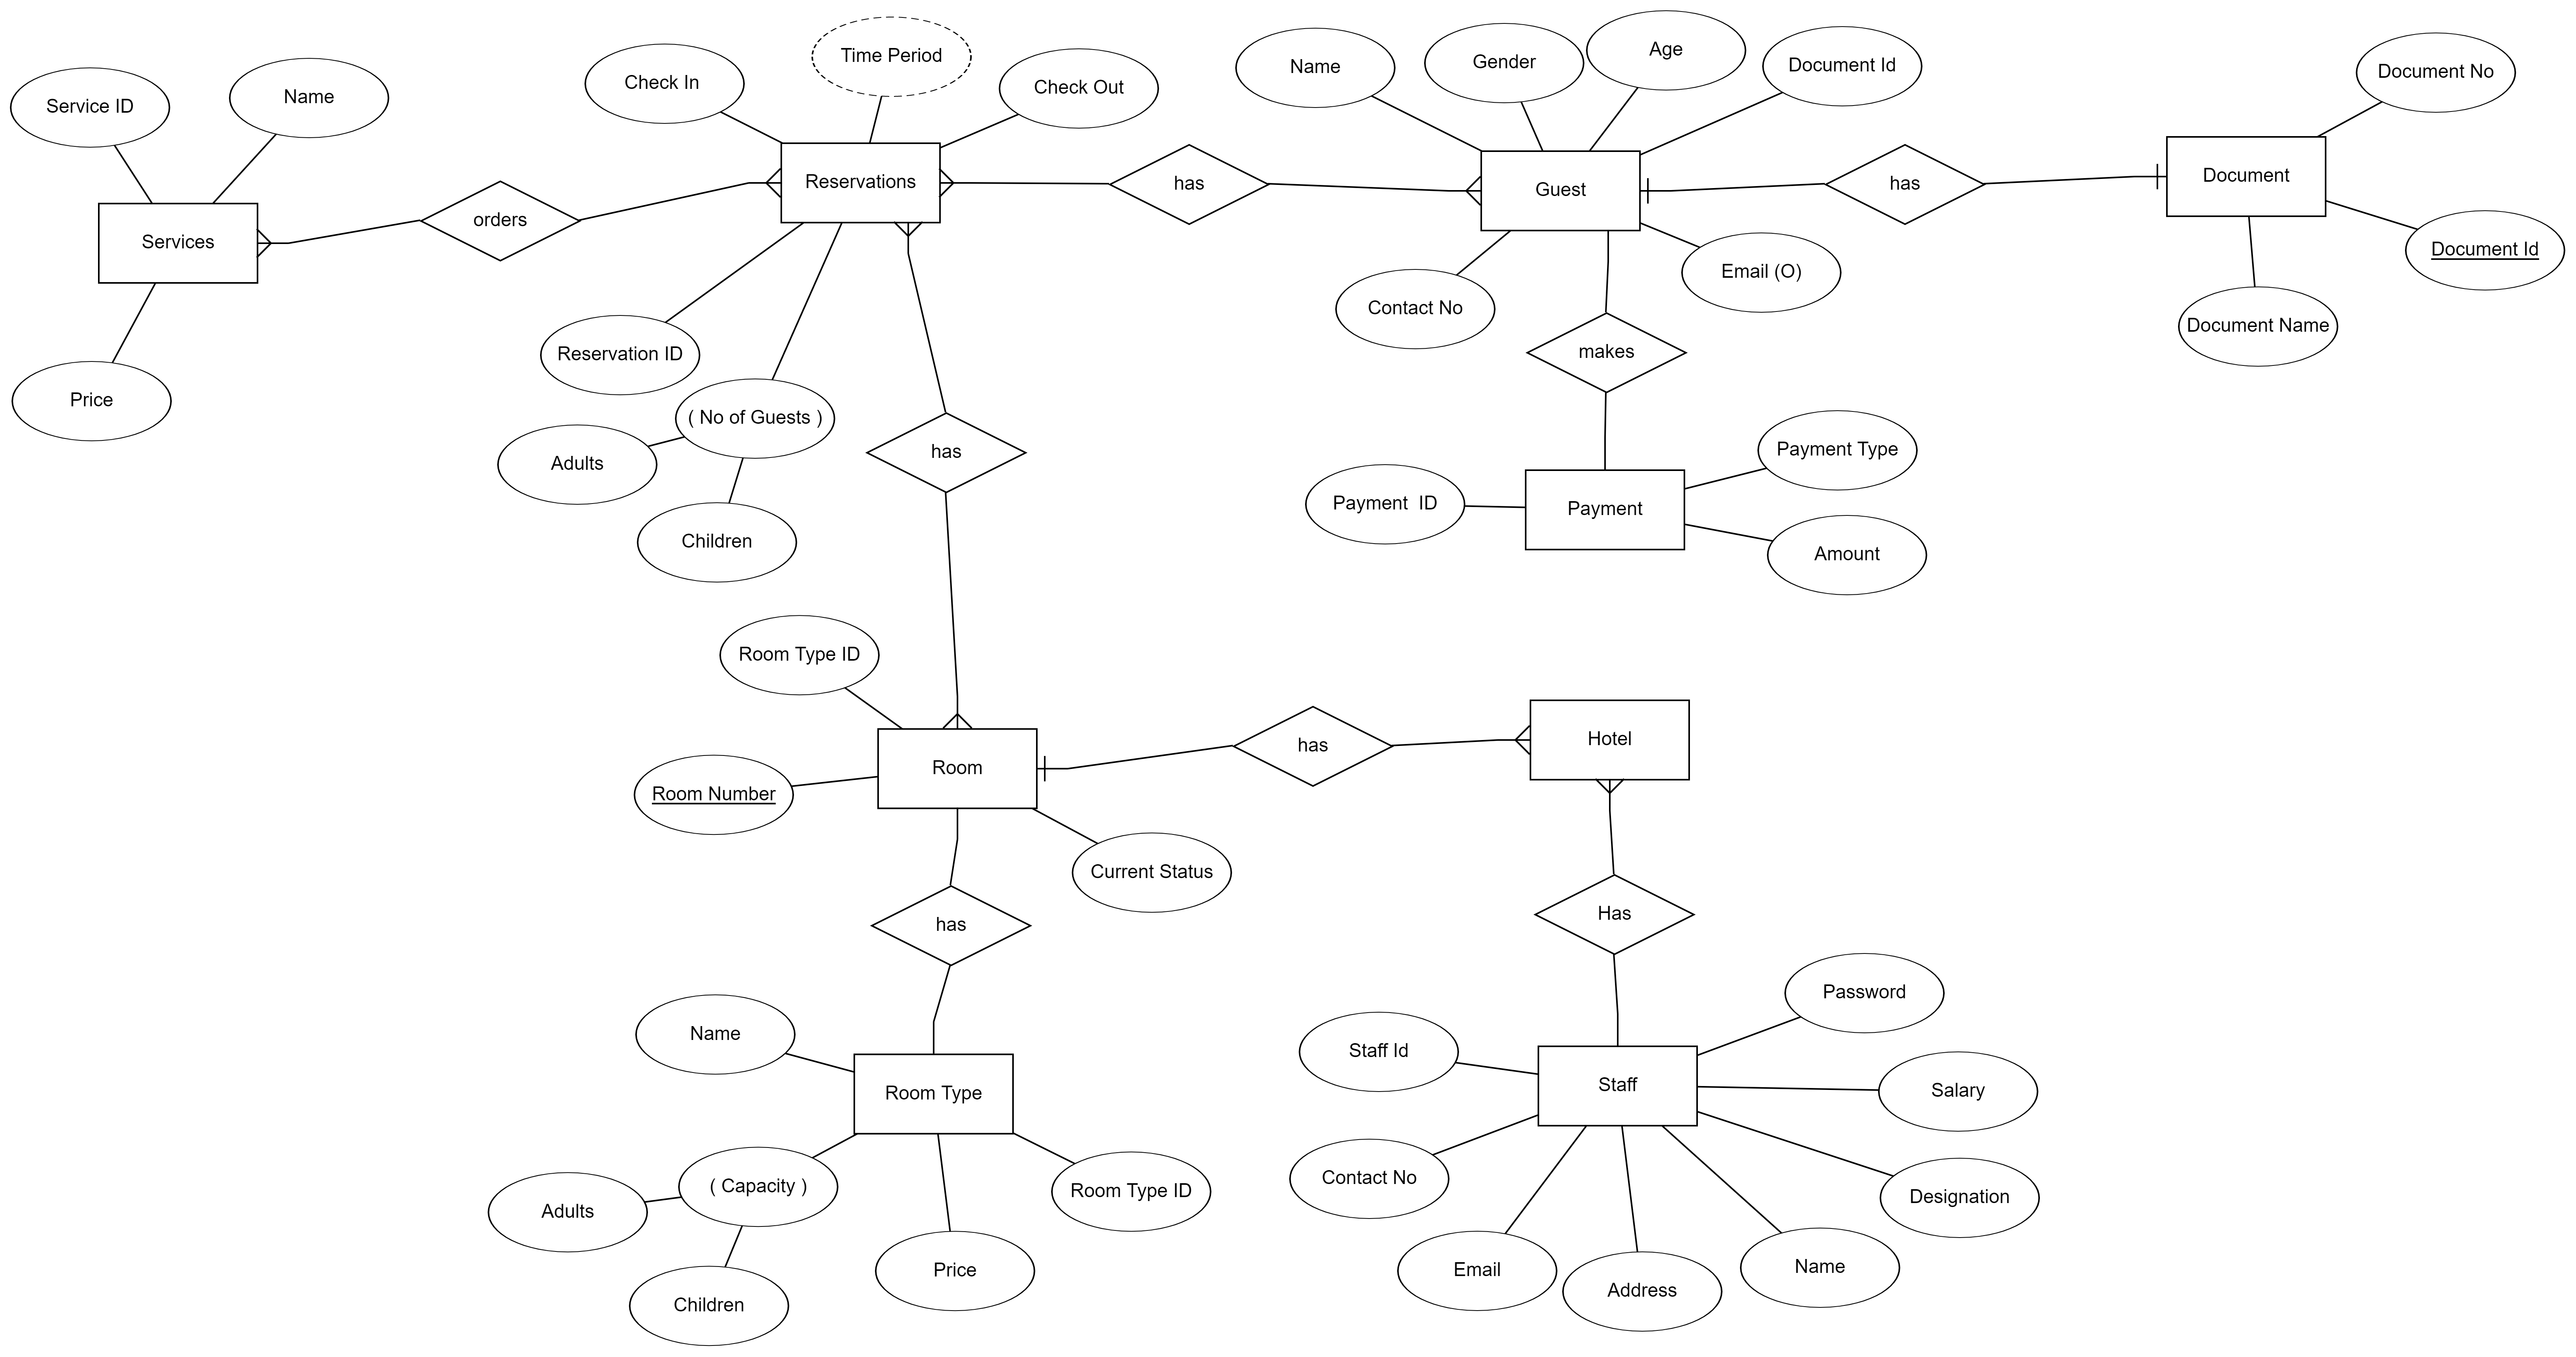 Time Period
Name
Gender
Age
Document Id
Document No
Service ID
Name
Check In
Check Out
Services
orders
Reservations
has
Guest
has
Document
Document Id
Price
Reservation ID
( No of Guests )
Adults
Children
has
Contact No
Email (O)
makes
Document Name
Payment  ID
Payment
Payment Type
Amount
Room Type ID
Room Number
Room
has
Hotel
Current Status
has
Has
Name
Room Type
( Capacity )
Adults
Children
Price
Room Type ID
Staff Id
Staff
Password
Salary
Contact No
Designation
Email
Address
Name